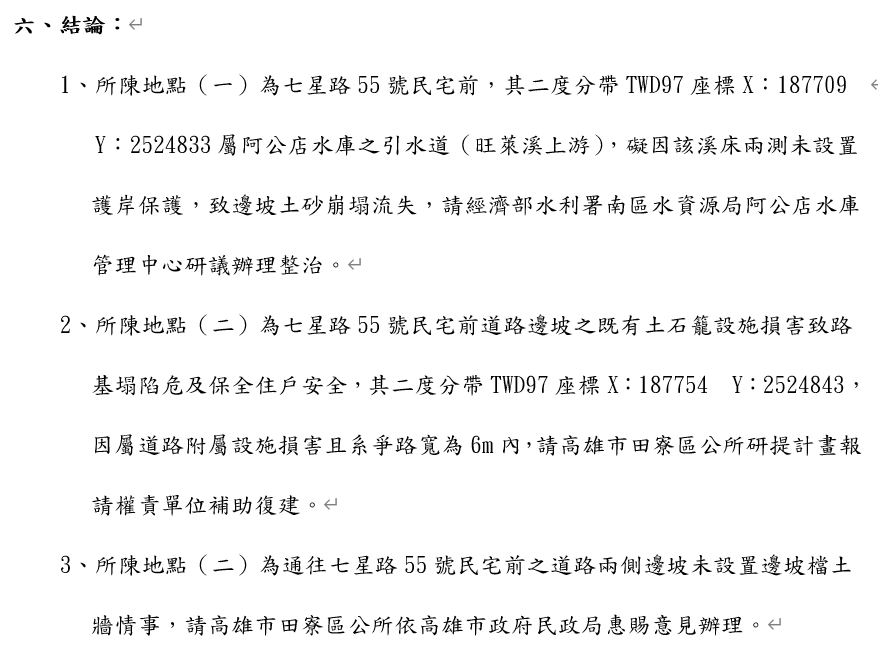 六、結論：
1、所陳地點（一）為七星路 55 號民宅前，其二度分帶 TWD97 座標 X：187709
Y：2524833 屬阿公店水庫之引水道（旺萊溪上游），礙因該溪床兩測未設置
護岸保護，致邊坡土砂崩塌流失，請經濟部水利署南區水資源局阿公店水庫
管理中心研議辦理整治。
2、所陳地點（二）為七星路 55 號民宅前道路邊坡之既有土石籠設施損害致路
基塌陷危及保全住戶安全，其二度分帶 TWD97 座標 X：187754　Y：2524843，
因屬道路附屬設施損害且系爭路寬為 6m 內，請高雄市田寮區公所研提計畫報
請權責單位補助復建。
3、所陳地點（二）為通往七星路 55 號民宅前之道路兩側邊坡未設置邊坡檔土
牆情事，請高雄市田寮區公所依高雄市政府民政局惠賜意見辦理。